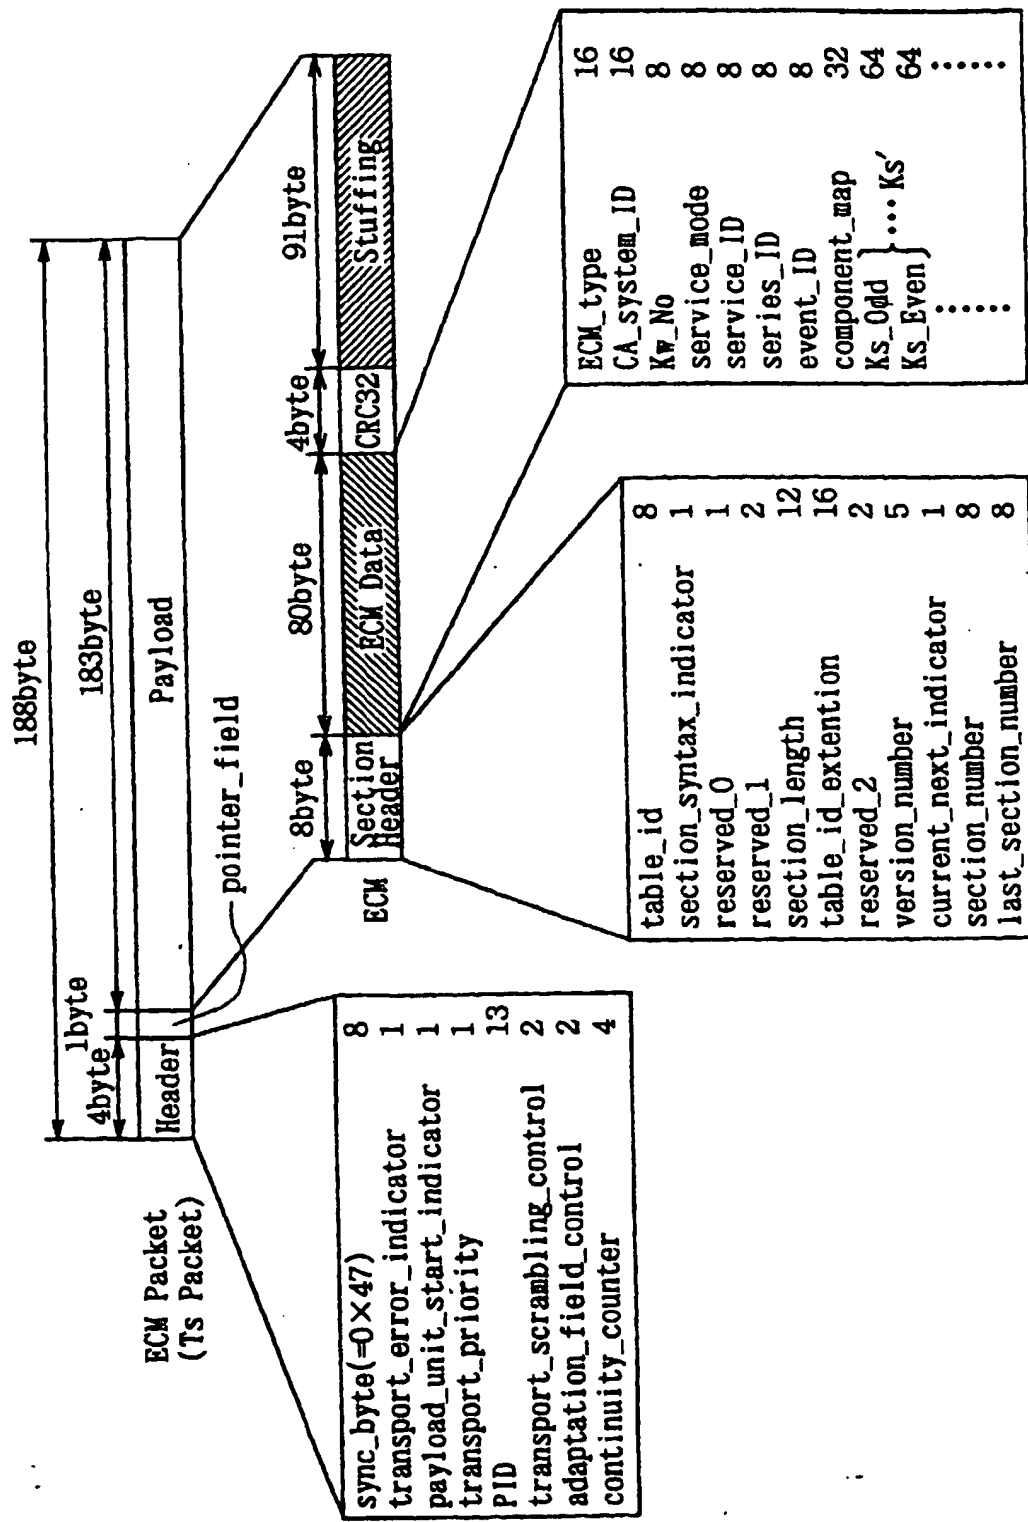 188byte
4byte
1byte
183byte
Header
Payload
ECM Packet
(Ts Packet)
pointer_field
8byte
80byte
4byte
91byte
ECM
Section
Header
ECM Data
CRC32
Stuffing
sync_byte(=0×47) 8
transport_error_indicator 1
payload_unit_start_indicator 1
transport_priority 1
PID 13
transport_scrambling_control 2
adaptation_field_control 2
continuity_counter 4
table_id 8
section_syntax_indicator 1
reserved_0 1
reserved_1 2
section_length 12
table_id_extention 16
reserved_2 2
version_number 5
current_next_indicator 1
section_number 8
last_section_number 8
ECM_type 16
CA_system_ID 16
Kw_No 8
service_mode 8
service_ID 8
series_ID 8
event_ID 8
component_map 32
Ks_Odd 64
Ks_Even 64
} .... Ks'
...... ......